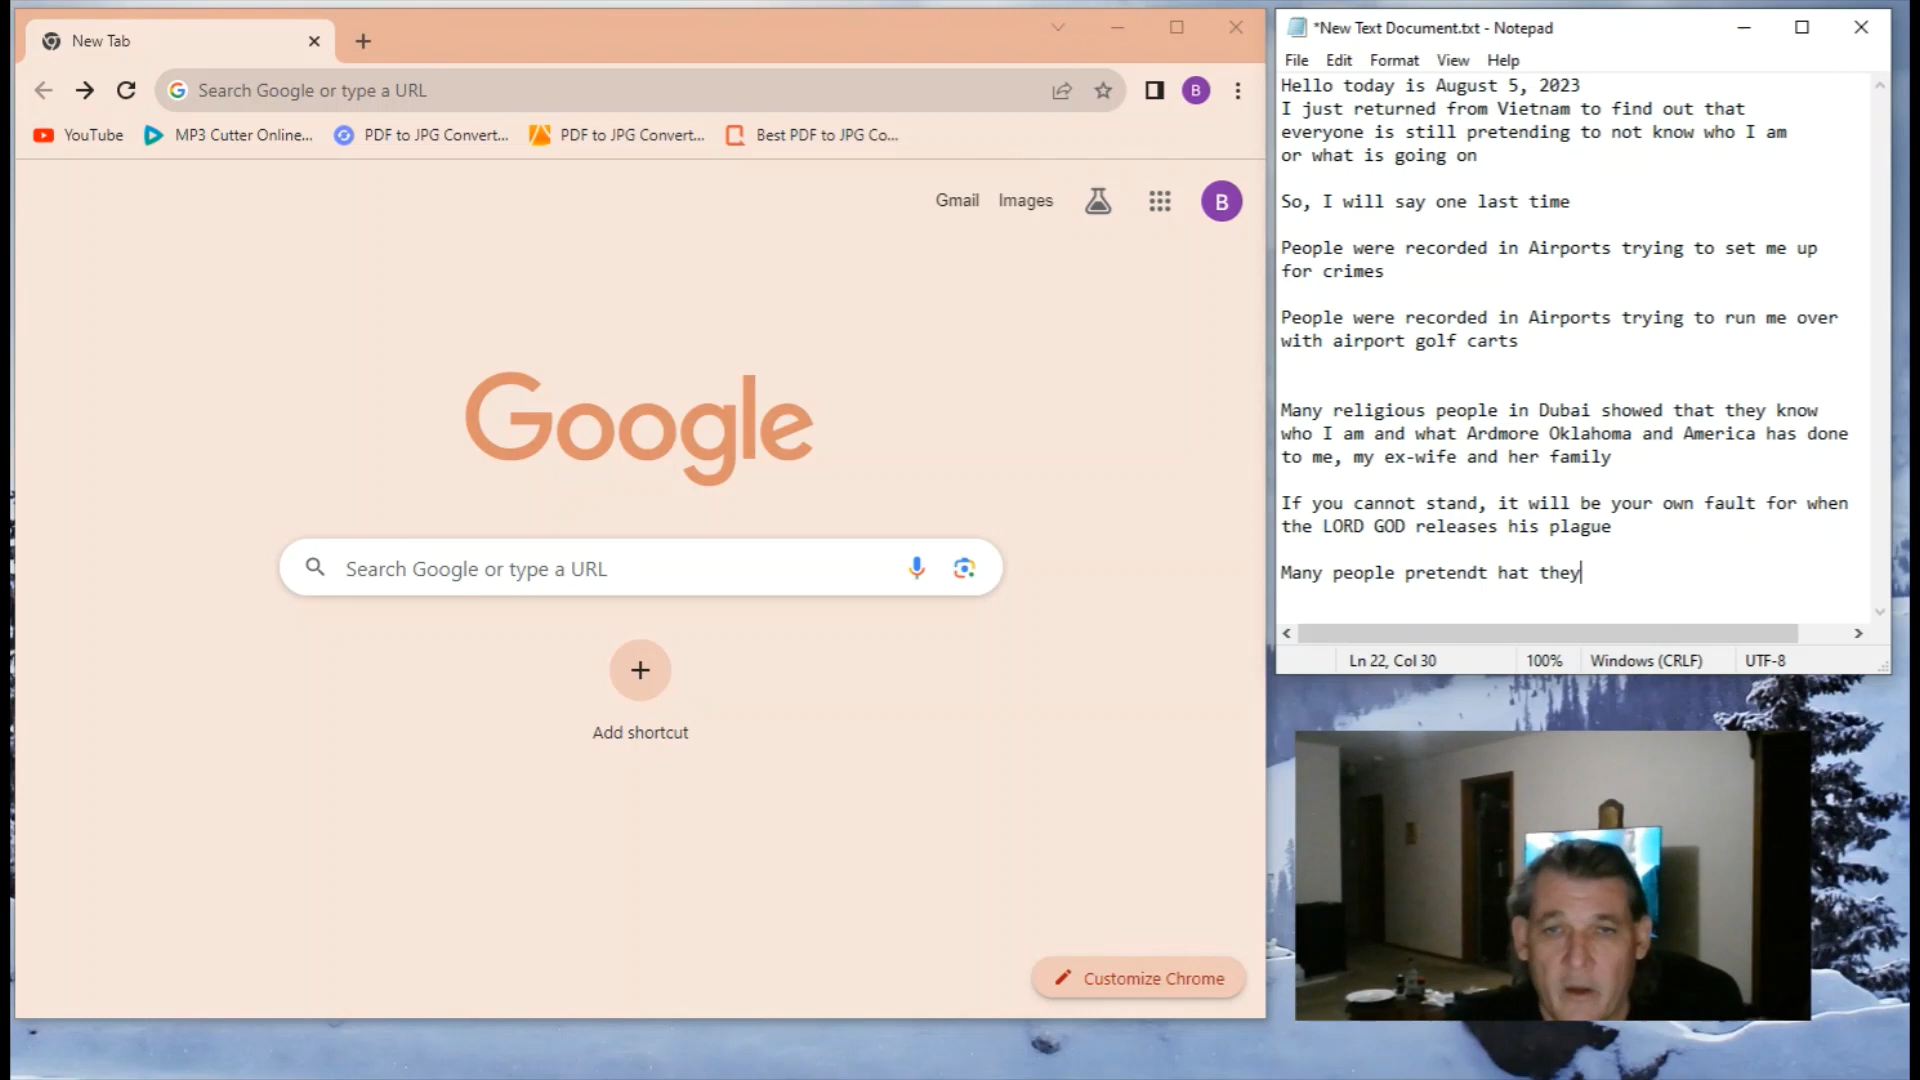 New Tab
Search Google or type a URL
B
YouTube
MP3 Cutter Online...
PDF to JPG Convert...
PDF to JPG Convert...
Best PDF to JPG Co...
Gmail
Images
B
Google
Search Google or type a URL
Add shortcut
Customize Chrome
*New Text Document.txt - Notepad
File Edit Format View Help
Hello today is August 5, 2023
I just returned from Vietnam to find out that
everyone is still pretending to not know who I am
or what is going on
So, I will say one last time
People were recorded in Airports trying to set me up
for crimes
People were recorded in Airports trying to run me over
with airport golf carts
Many religious people in Dubai showed that they know
who I am and what Ardmore Oklahoma and America has done
to me, my ex-wife and her family
If you cannot stand, it will be your own fault for when
the LORD GOD releases his plague
Many people pretendt hat they
Ln 22, Col 30
100%
Windows (CRLF)
UTF-8